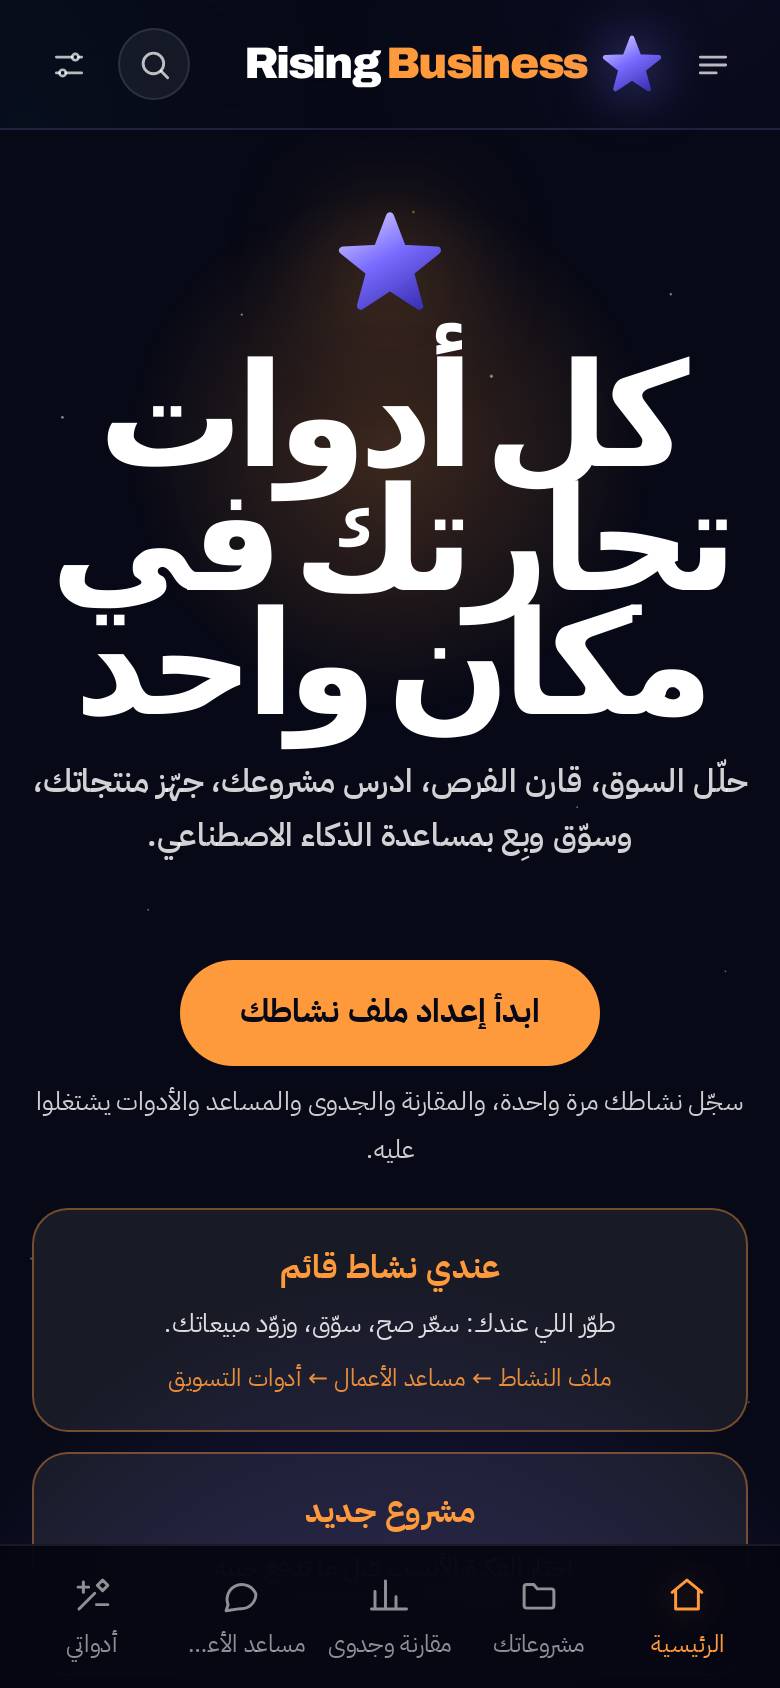 Rising Business
كل أدوات
تجارتك في
مكان واحد
حلّل السوق، قارن الفرص، ادرس مشروعك، جهّز منتجاتك،
وسوّق وبِع بمساعدة الذكاء الاصطناعي.
ابدأ إعداد ملف نشاطك
سجّل نشاطك مرة واحدة، والمقارنة والجدوى والمساعد والأدوات يشتغلوا
عليه.
عندي نشاط قائم
طوّر اللي عندك: سعّر صح، سوّق، وزوّد مبيعاتك.
ملف النشاط ← مساعد الأعمال ← أدوات التسويق
مشروع جديد
الرئيسية
مشروعاتك
مقارنة وجدوى
مساعد الأع...
أدواتي